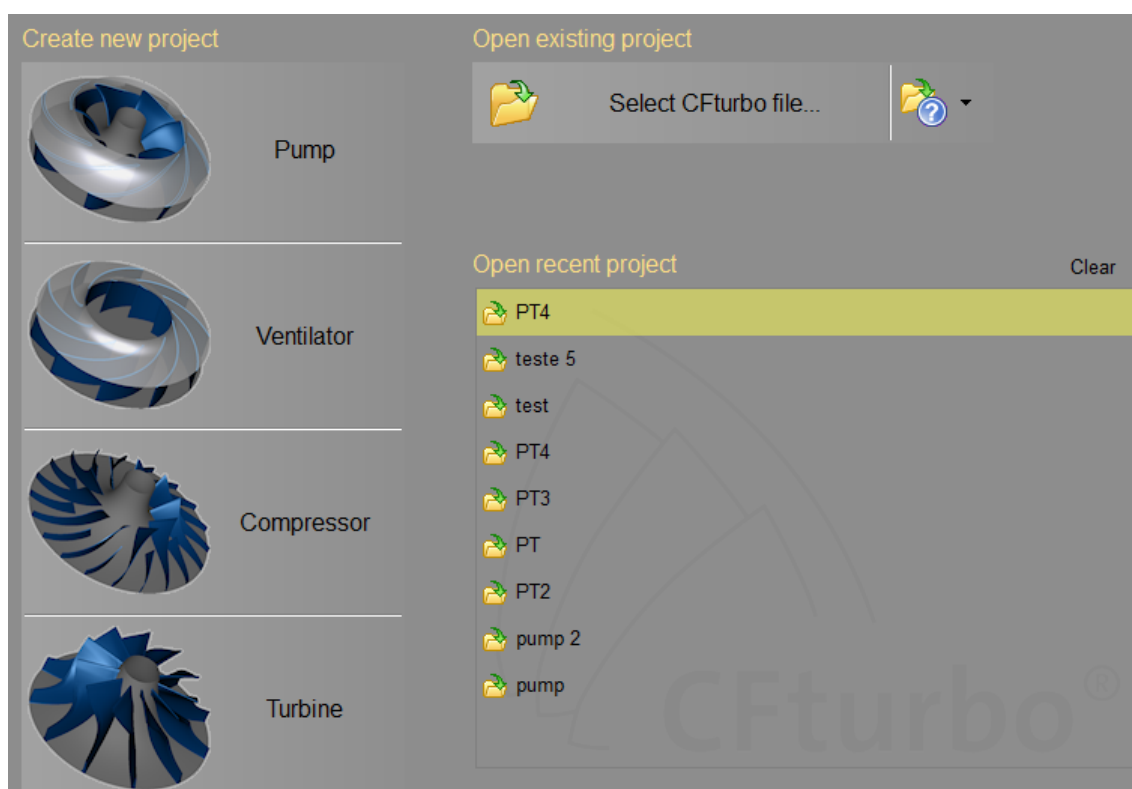 Create new project
Pump
Ventilator
Compressor
Turbine
Open existing project
Select CFturbo file...
Open recent project
Clear
PT4
teste 5
test
PT4
PT3
PT
PT2
pump 2
pump
CFturbo®